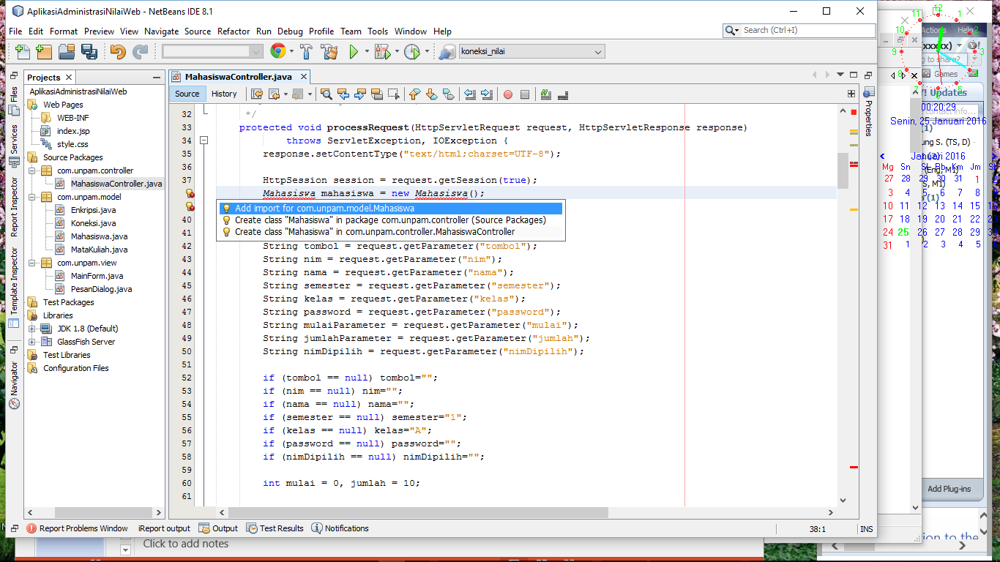 AplikasiAdministrasiNilaiWeb - NetBeans IDE 8.1
File Edit Format Preview View Navigate Source Refactor Run Debug Profile Team Tools Window Help
Search (Ctrl+I)
koneksi_nilai
Projects
AplikasiAdministrasiNilaiWeb
Web Pages
WEB-INF
index.jsp
style.css
Source Packages
com.unpam.controller
MahasiswaController.java
com.unpam.model
Enkripsi.java
Koneksi.java
Mahasiswa.java
MataKuliah.java
com.unpam.view
MainForm.java
PesanDialog.java
Test Packages
Libraries
JDK 1.8 (Default)
GlassFish Server
Test Libraries
Configuration Files
Files
Services
Report Inspector
Template Inspector
Navigator
MahasiswaController.java
Source History
32 */
33 protected void processRequest(HttpServletRequest request, HttpServletResponse response)
34 throws ServletException, IOException {
35 response.setContentType("text/html;charset=UTF-8");
36
37 HttpSession session = request.getSession(true);
Mahasiswa mahasiswa = new Mahasiswa();
Add import for com.unpam.model.Mahasiswa
40 Create class "Mahasiswa" in package com.unpam.controller (Source Packages)
41 Create class "Mahasiswa" in com.unpam.controller.MahasiswaController
42 String tombol = request.getParameter("tombol");
43 String nim = request.getParameter("nim");
44 String nama = request.getParameter("nama");
45 String semester = request.getParameter("semester");
46 String kelas = request.getParameter("kelas");
47 String password = request.getParameter("password");
48 String mulaiParameter = request.getParameter("mulai");
49 String jumlahParameter = request.getParameter("jumlah");
50 String nimDipilih = request.getParameter("nimDipilih");
51
52 if (tombol == null) tombol="";
53 if (nim == null) nim="";
54 if (nama == null) nama="";
55 if (semester == null) semester="1";
56 if (kelas == null) kelas="A";
57 if (password == null) password="";
58 if (nimDipilih == null) nimDipilih="";
59
60 int mulai = 0, jumlah = 10;
61
Properties
Report Problems Window iReport output Output Test Results Notifications
38:1 INS
Click to add notes
Actions Help
(xxxxx)
g to share?
Games
Y! Updates
00:20:29
contact info...
Senin, 25 Januari 2016
ung S. (TS, D) -
Januari 2016
Mg Sn Sl Rb Km Jm
27 28 29 30 31 1
3 4 5 6 7 8
10 11 12 13 14 15
17 18 19 20 21 22
24 25 26 27 28 29
31 1 2 3 4 5
12 1 2 3 5 6 7 8 9 10 11
Add Plug-ins
ion to the